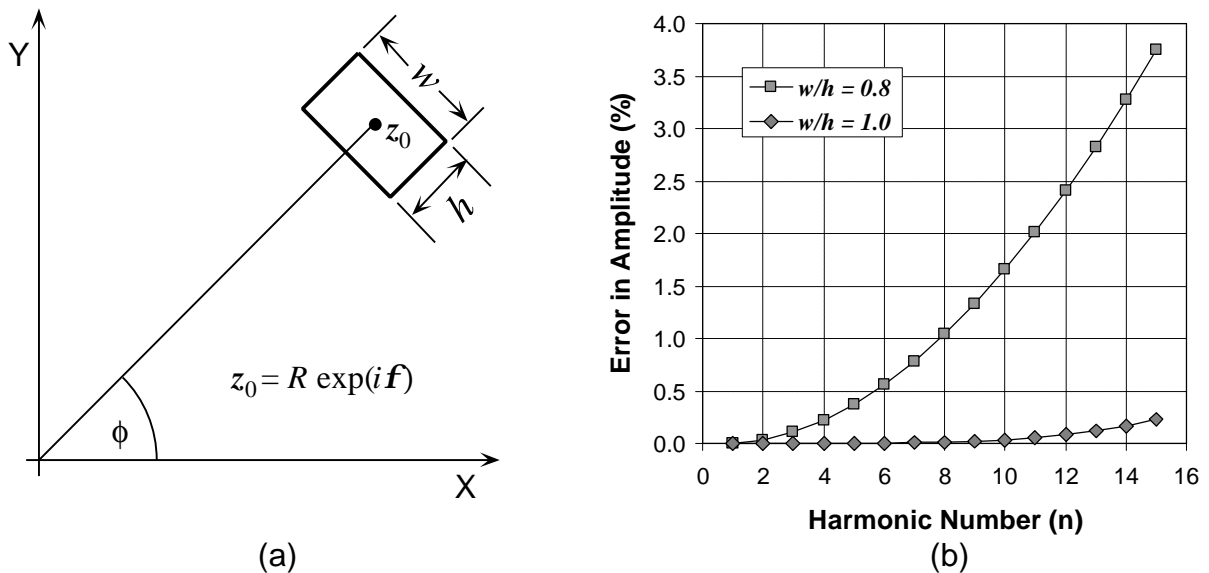 Y
w
z0
h
z0 = R exp(if)
ϕ
X
(a)
Error in Amplitude (%)
4.0
3.5
3.0
2.5
2.0
1.5
1.0
0.5
0.0
w/h = 0.8
w/h = 1.0
0 2 4 6 8 10 12 14 16
Harmonic Number (n)
(b)